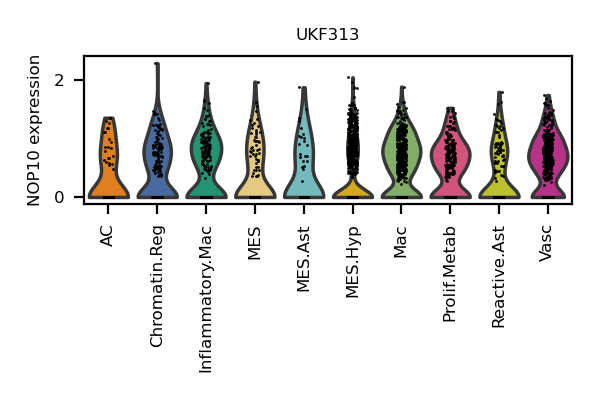 UKF313
NOP10 expression
2
0
AC
Chromatin.Reg
Inflammatory.Mac
MES
MES.Ast
MES.Hyp
Mac
Prolif.Metab
Reactive.Ast
Vasc